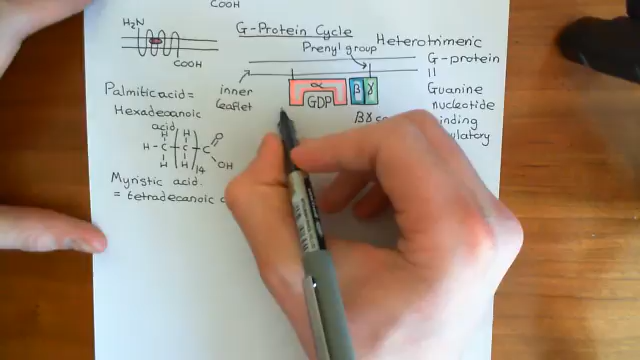 COOH
G-Protein Cycle
H₂N
COOH
Prenyl group
Heterotrimeric
G-protein
=
Guanine
nucleotide
binding
inner
leaflet
α
GDP
β
γ
βγ
Palmitic acid =
Hexadecanoic
acid
H
H
H - C
C
C
O
OH
H
H
14
Myristic acid.
= tetradecanoic